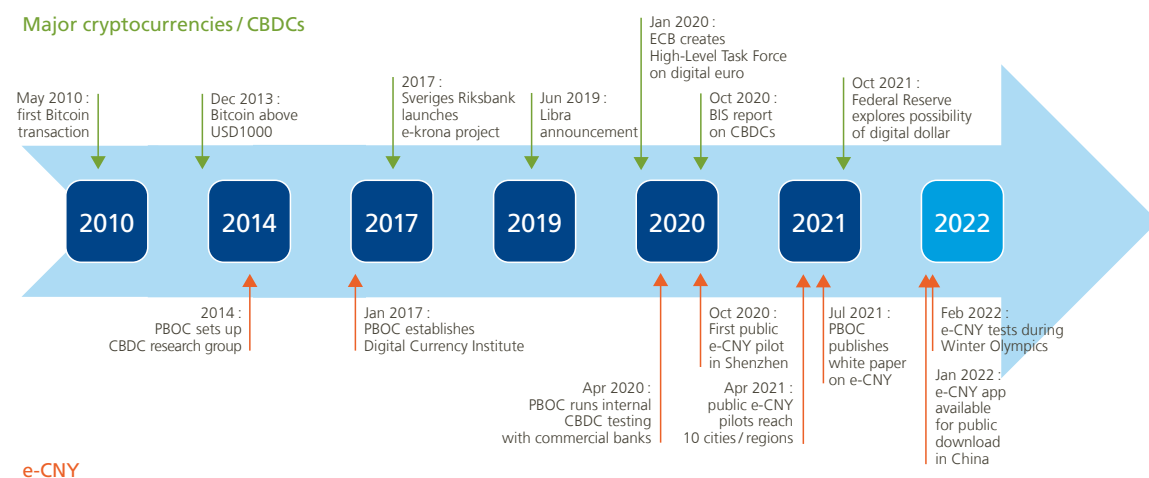 Major cryptocurrencies / CBDCs
May 2010 :
first Bitcoin
transaction
Dec 2013 :
Bitcoin above
USD1000
2017 :
Sveriges Riksbank
launches
e-krona project
Jun 2019 :
Libra
announcement
Jan 2020 :
ECB creates
High-Level Task Force
on digital euro
Oct 2020 :
BIS report
on CBDCs
Oct 2021 :
Federal Reserve
explores possibility
of digital dollar
2010
2014
2017
2019
2020
2021
2022
2014 :
PBOC sets up
CBDC research group
Jan 2017 :
PBOC establishes
Digital Currency Institute
Apr 2020 :
PBOC runs internal
CBDC testing
with commercial banks
Oct 2020 :
First public
e-CNY pilot
in Shenzhen
Apr 2021 :
public e-CNY
pilots reach
10 cities / regions
Jul 2021 :
PBOC
publishes
white paper
on e-CNY
Feb 2022 :
e-CNY tests during
Winter Olympics
Jan 2022 :
e-CNY app
available
for public
download
in China
e-CNY